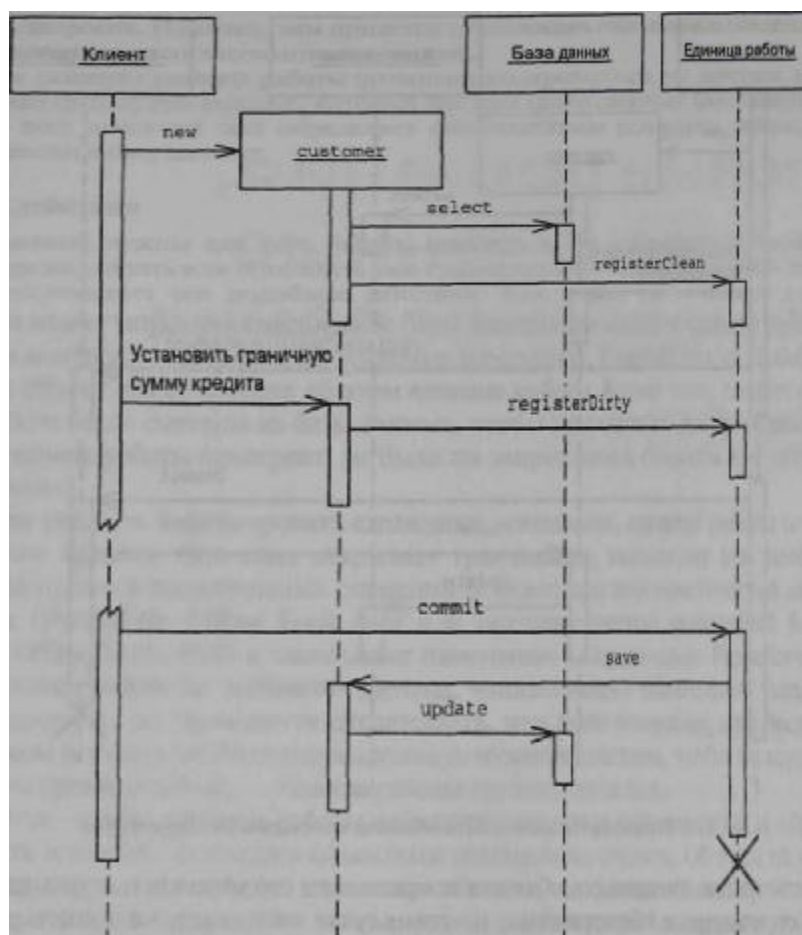 Клиент
База данных
Единица работы
new
customer
select
registerClean
Установить граничную
сумму кредита
registerDirty
commit
save
update